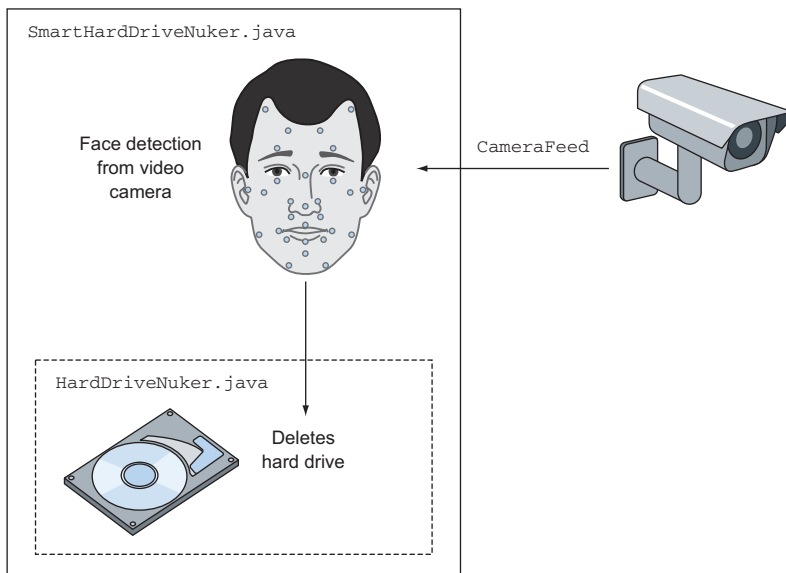 SmartHardDriveNuker.java
Face detection
from video
camera
CameraFeed
HardDriveNuker.java
Deletes
hard drive